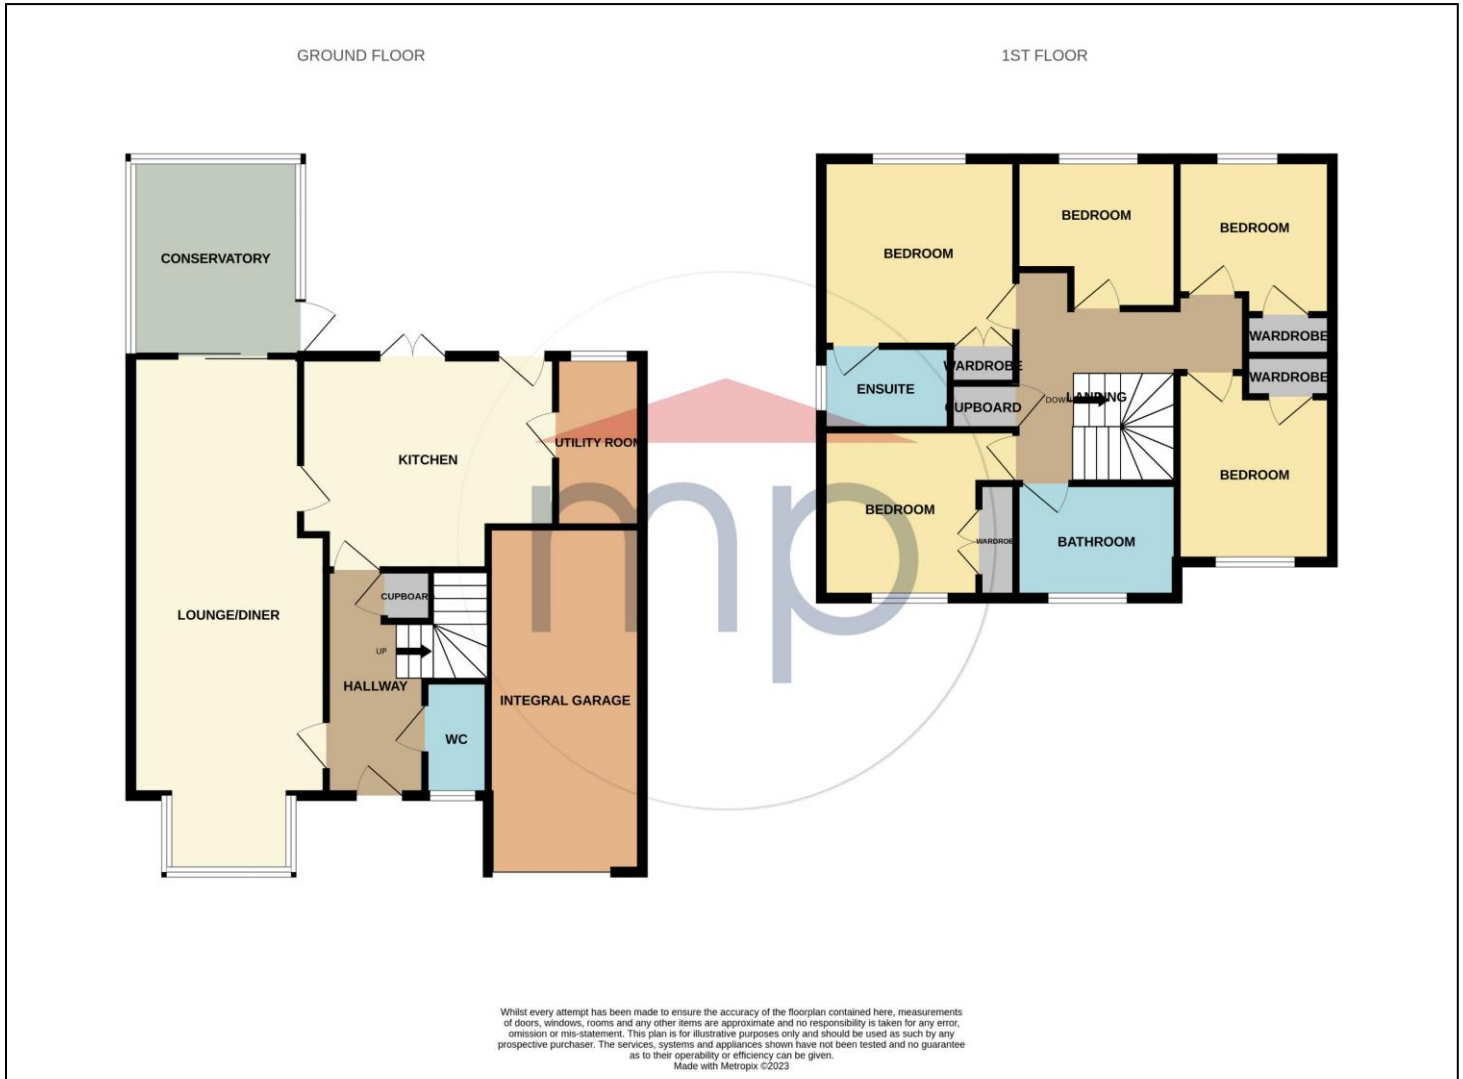 GROUND FLOOR
1ST FLOOR
CONSERVATORY
KITCHEN
UTILITY ROOM
LOUNGE/DINER
CUPBOARD
UP
HALLWAY
WC
INTEGRAL GARAGE
BEDROOM
BEDROOM
BEDROOM
WARDROBE
WARDROBE
WARDROBE
ENSUITE
CUPBOARD
DOWN
LANDING
BEDROOM
WARDROBE
BATHROOM
BEDROOM
mp
Whilst every attempt has been made to ensure the accuracy of the floorplan contained here, measurements
of doors, windows, rooms and any other items are approximate and no responsibility is taken for any error,
omission or mis-statement. This plan is for illustrative purposes only and should be used as such by any
prospective purchaser. The services, systems and appliances shown have not been tested and no guarantee
as to their operability or efficiency can be given.
Made with Metropix ©2023